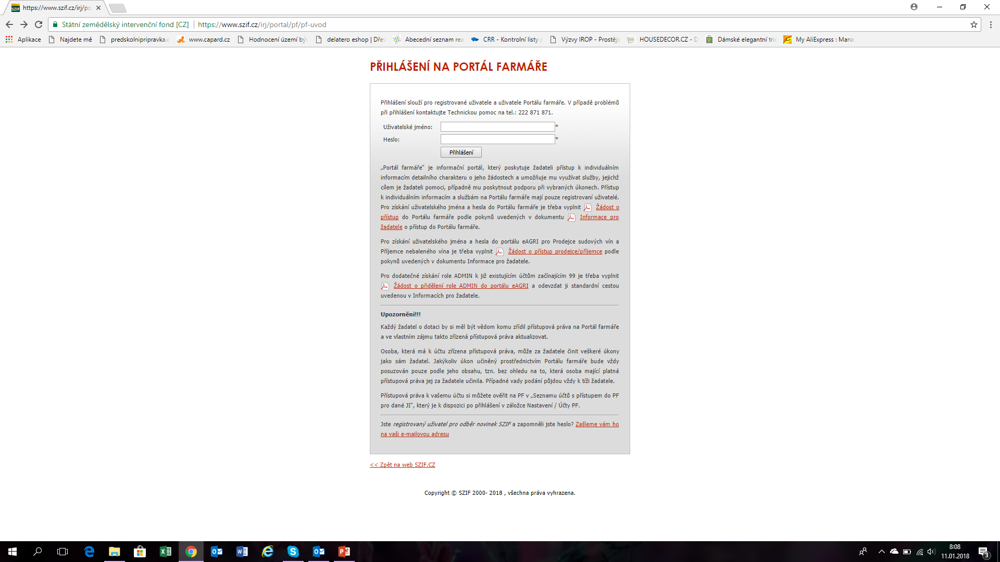 https://www.szif.cz/irj/po
Státní zemědělský intervenční fond [CZ] https://www.szif.cz/irj/portal/pf/pf-uvod
Aplikace Najdete mě predskolnipripravka.c www.capard.cz Hodnocení území býv delatero eshop | Dřev Abecední seznam rea CRR - Kontrolní listy p Výzvy IROP - Prostějo HOUSEDECOR.CZ - D Dámské elegantní trič My AliExpress : Mana
PŘIHLÁŠENÍ NA PORTÁL FARMÁŘE
Přihlášení slouží pro registrované uživatele a uživatele Portálu farmáře. V případě problémů
při přihlášení kontaktujte Technickou pomoc na tel.: 222 871 871.
Uživatelské jméno: *
Heslo: *
Přihlášení
„Portál farmáře“ je informační portál, který poskytuje žadateli přístup k individuálním
informacím detailního charakteru o jeho žádostech a umožňuje mu využívat služby, jejichž
cílem je žadateli pomoci, případně mu poskytnout podporu při vybraných úkonech. Přístup
k individuálním informacím a službám na Portálu farmáře mají pouze registrovaní uživatelé.
Pro získání uživatelského jména a hesla do Portálu farmáře je třeba vyplnit Žádost o
přístup do Portálu farmáře podle pokynů uvedených v dokumentu Informace pro
žadatele o přístup do Portálu farmáře.
Pro získání uživatelského jména a hesla do portálu eAGRI pro Prodejce sudových vín a
Příjemce nebaleného vína je třeba vyplnit Žádost o přístup prodejce/příjemce podle
pokynů uvedených v dokumentu Informace pro žadatele.
Pro dodatečné získání role ADMIN k již existujícím účtům začínajícím 99 je třeba vyplnit
Žádost o přidělení role ADMIN do portálu eAGRI a odevzdat ji standardní cestou
uvedenou v Informacích pro žadatele.
Upozornění!!!
Každý žadatel o dotaci by si měl být vědom komu zřídil přístupová práva na Portál farmáře
a ve vlastním zájmu takto zřízená přístupová práva aktualizovat.
Osoba, která má k účtu zřízena přístupová práva, může za žadatele činit veškeré úkony
jako sám žadatel. Jakýkoliv úkon učiněný prostřednictvím Portálu farmáře bude vždy
posuzován pouze podle jeho obsahu, tzn. bez ohledu na to, která osoba mající platná
přístupová práva jej za žadatele učinila. Případné vady podání půjdou vždy k tíži žadatele.
Přístupová práva k vašemu účtu si můžete ověřit na PF v „Seznamu účtů s přístupem do PF
pro dané JI“, který je k dispozici po přihlášení v záložce Nastavení / Účty PF.
Jste registrovaný uživatel pro odběr novinek SZIF a zapomněli jste heslo? Zašleme vám ho
na vaši e-mailovou adresu
<< Zpět na web SZIF.CZ
Copyright © SZIF 2000- 2018 , všechna práva vyhrazena.
8:08
11.01.2018
3